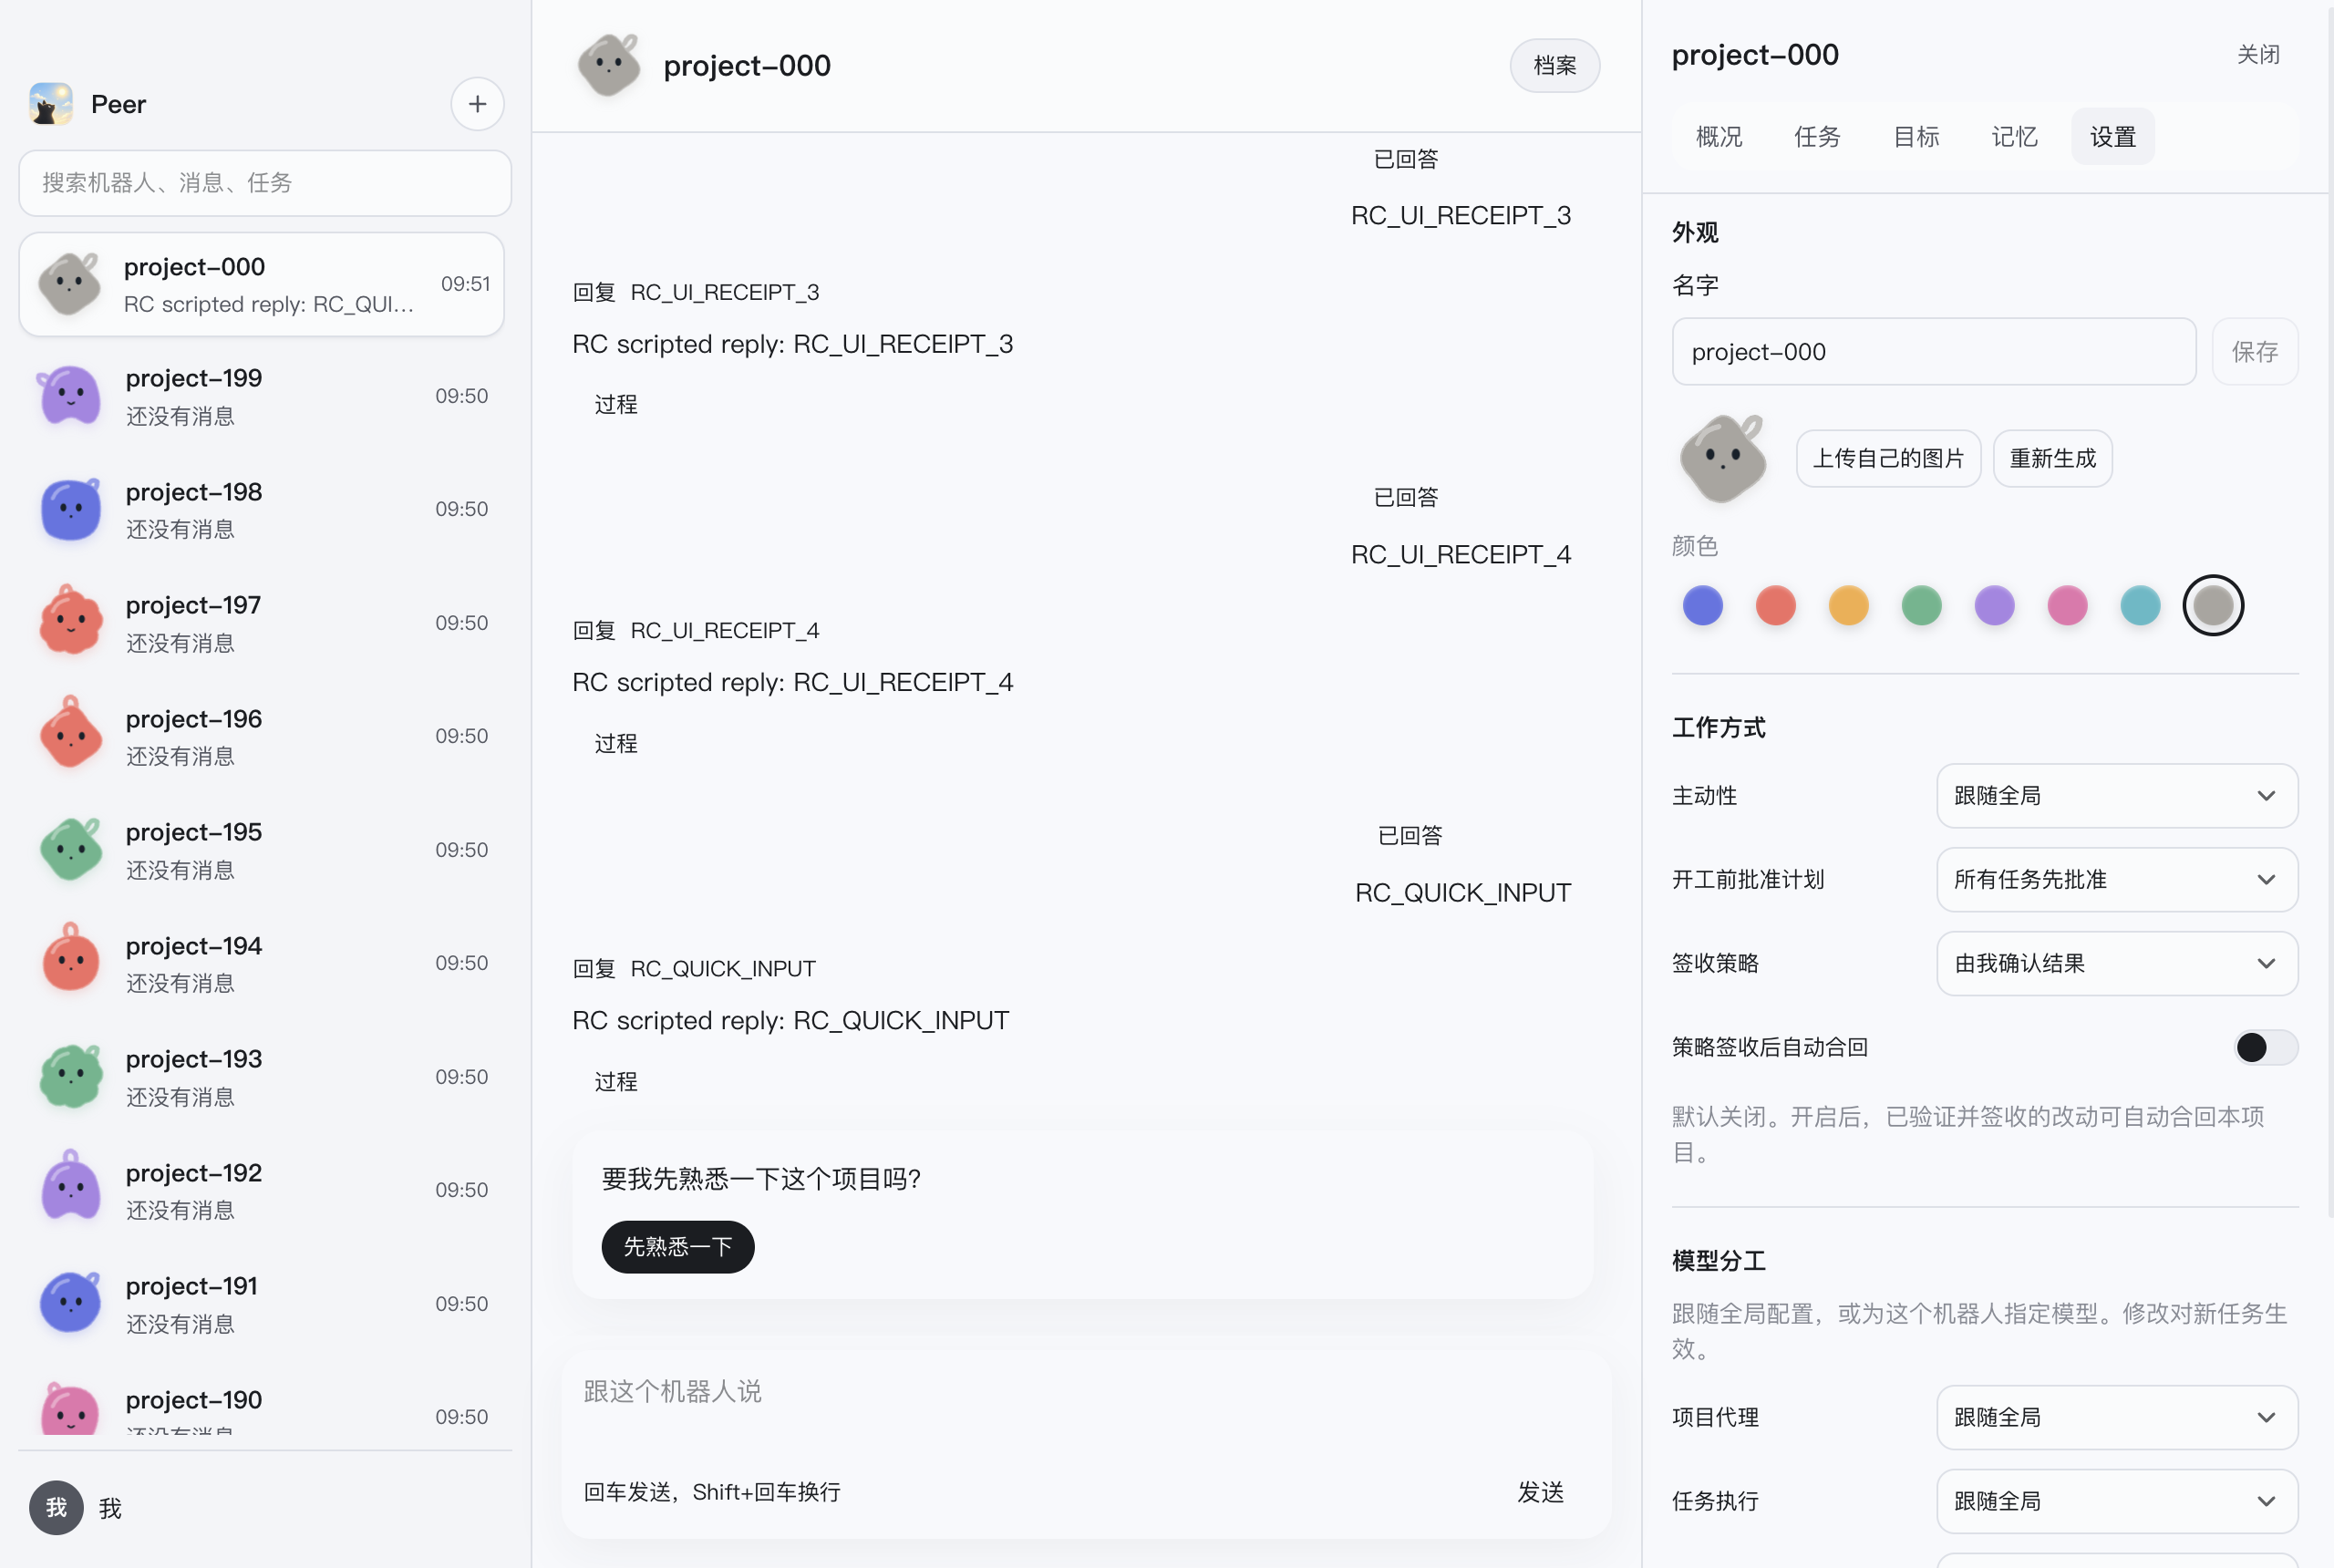 Peer
+
搜索机器人、消息、任务
project-000
09:51
RC scripted reply: RC_QUI...
project-199
09:50
还没有消息
project-198
09:50
还没有消息
project-197
09:50
还没有消息
project-196
09:50
还没有消息
project-195
09:50
还没有消息
project-194
09:50
还没有消息
project-193
09:50
还没有消息
project-192
09:50
还没有消息
project-191
09:50
还没有消息
project-190
09:50
还没有消息
我 我
project-000
档案
已回答
RC_UI_RECEIPT_3
回复 RC_UI_RECEIPT_3
RC scripted reply: RC_UI_RECEIPT_3
过程
已回答
RC_UI_RECEIPT_4
回复 RC_UI_RECEIPT_4
RC scripted reply: RC_UI_RECEIPT_4
过程
已回答
RC_QUICK_INPUT
回复 RC_QUICK_INPUT
RC scripted reply: RC_QUICK_INPUT
过程
要我先熟悉一下这个项目吗?
先熟悉一下
跟这个机器人说
回车发送，Shift+回车换行
发送
project-000
关闭
概况 任务 目标 记忆 设置
外观
名字
project-000
保存
上传自己的图片 重新生成
颜色
工作方式
主动性 跟随全局
开工前批准计划 所有任务先批准
签收策略 由我确认结果
策略签收后自动合回
默认关闭。开启后，已验证并签收的改动可自动合回本项
目。
模型分工
跟随全局配置，或为这个机器人指定模型。修改对新任务生
效。
项目代理 跟随全局
任务执行 跟随全局